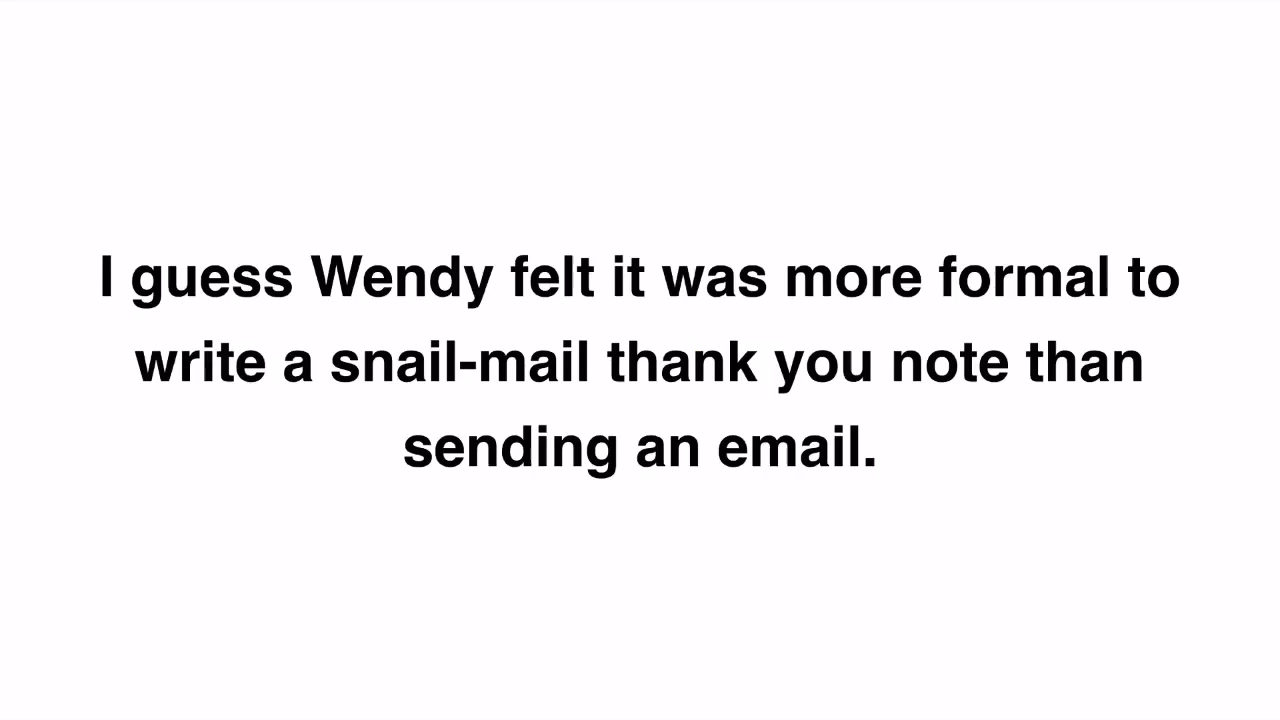 I guess Wendy felt it was more formal to
write a snail-mail thank you note than
sending an email.